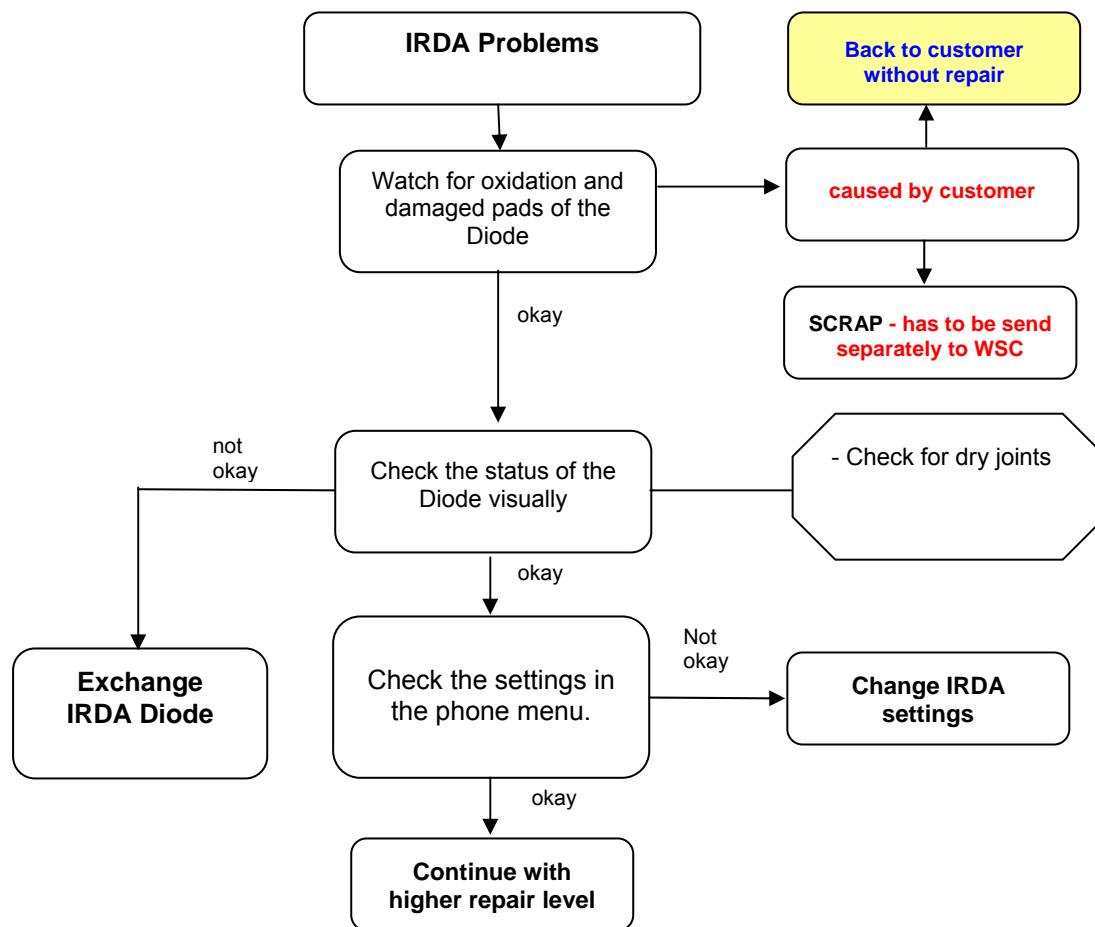 IRDA Problems
Back to customer
without repair
Watch for oxidation and
damaged pads of the
Diode
caused by customer
okay
SCRAP - has to be send
separately to WSC
not
okay
Check the status of the
Diode visually
- Check for dry joints
okay
Exchange
IRDA Diode
Check the settings in
the phone menu.
Not
okay
Change IRDA
settings
okay
Continue with
higher repair level